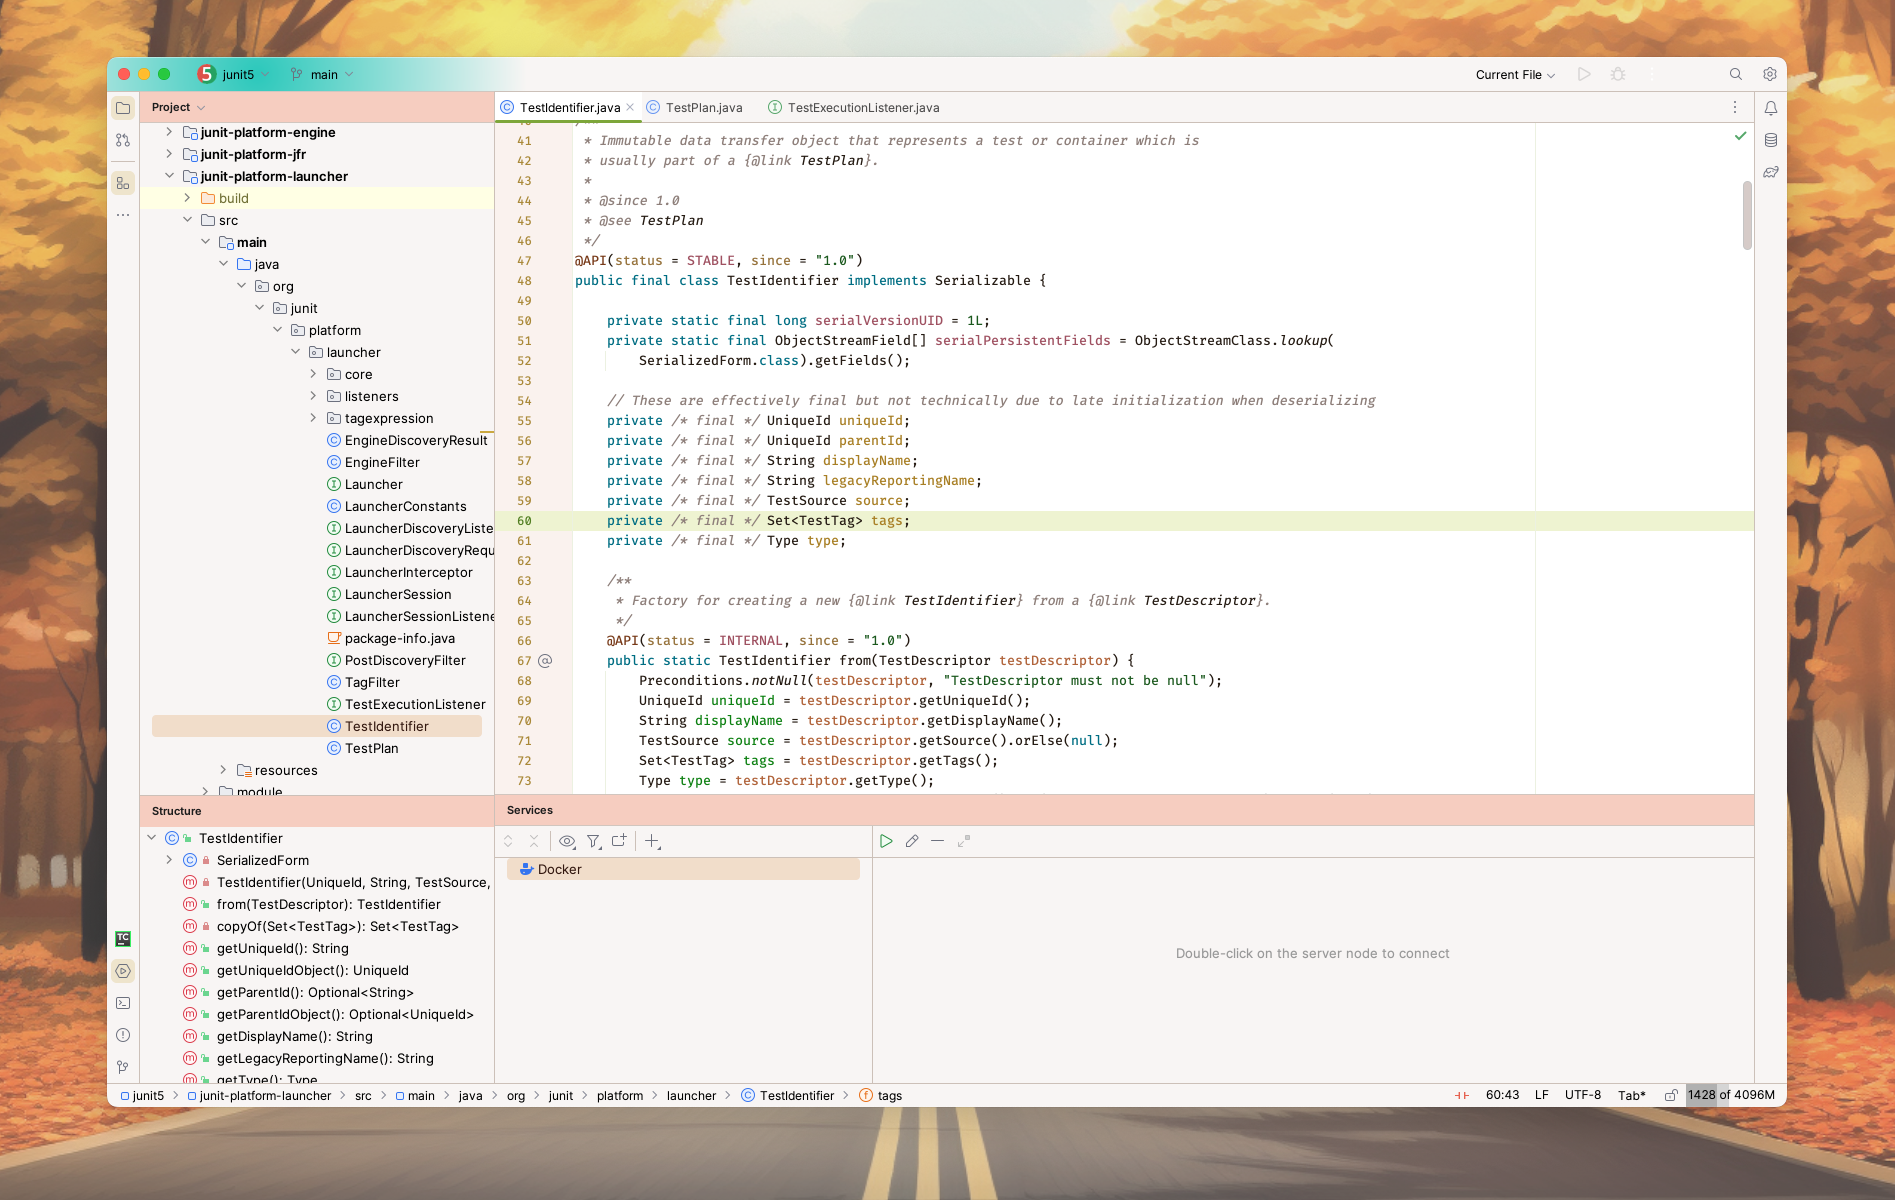 5 junit5 main Current File
Project
TestIdentifier.java TestPlan.java TestExecutionListener.java
junit-platform-engine
junit-platform-jfr
junit-platform-launcher
build
src
main
java
org
junit
platform
launcher
core
listeners
tagexpression
EngineDiscoveryResult
EngineFilter
Launcher
LauncherConstants
LauncherDiscoveryListe
LauncherDiscoveryRequ
LauncherInterceptor
LauncherSession
LauncherSessionListene
package-info.java
PostDiscoveryFilter
TagFilter
TestExecutionListener
TestIdentifier
TestPlan
resources
module
41 * Immutable data transfer object that represents a test or container which is
42 * usually part of a {@link TestPlan}.
43 *
44 * @since 1.0
45 * @see TestPlan
46 */
47 @API(status = STABLE, since = "1.0")
48 public final class TestIdentifier implements Serializable {
49
50 private static final long serialVersionUID = 1L;
51 private static final ObjectStreamField[] serialPersistentFields = ObjectStreamClass.lookup(
52 SerializedForm.class).getFields();
53
54 // These are effectively final but not technically due to late initialization when deserializing
55 private /* final */ UniqueId uniqueId;
56 private /* final */ UniqueId parentId;
57 private /* final */ String displayName;
58 private /* final */ String legacyReportingName;
59 private /* final */ TestSource source;
60 private /* final */ Set<TestTag> tags;
61 private /* final */ Type type;
62
63 /**
64 * Factory for creating a new {@link TestIdentifier} from a {@link TestDescriptor}.
65 */
66 @API(status = INTERNAL, since = "1.0")
67 @ public static TestIdentifier from(TestDescriptor testDescriptor) {
68 Preconditions.notNull(testDescriptor, "TestDescriptor must not be null");
69 UniqueId uniqueId = testDescriptor.getUniqueId();
70 String displayName = testDescriptor.getDisplayName();
71 TestSource source = testDescriptor.getSource().orElse(null);
72 Set<TestTag> tags = testDescriptor.getTags();
73 Type type = testDescriptor.getType();
Structure
TestIdentifier
SerializedForm
TestIdentifier(UniqueId, String, TestSource,
from(TestDescriptor): TestIdentifier
copyOf(Set<TestTag>): Set<TestTag>
getUniqueId(): String
getUniqueIdObject(): UniqueId
getParentId(): Optional<String>
getParentIdObject(): Optional<UniqueId>
getDisplayName(): String
getLegacyReportingName(): String
getType(): Type
Services
Docker
Double-click on the server node to connect
TC
junit5 junit-platform-launcher src main java org junit platform launcher TestIdentifier tags 60:43 LF UTF-8 Tab* 1428 of 4096M